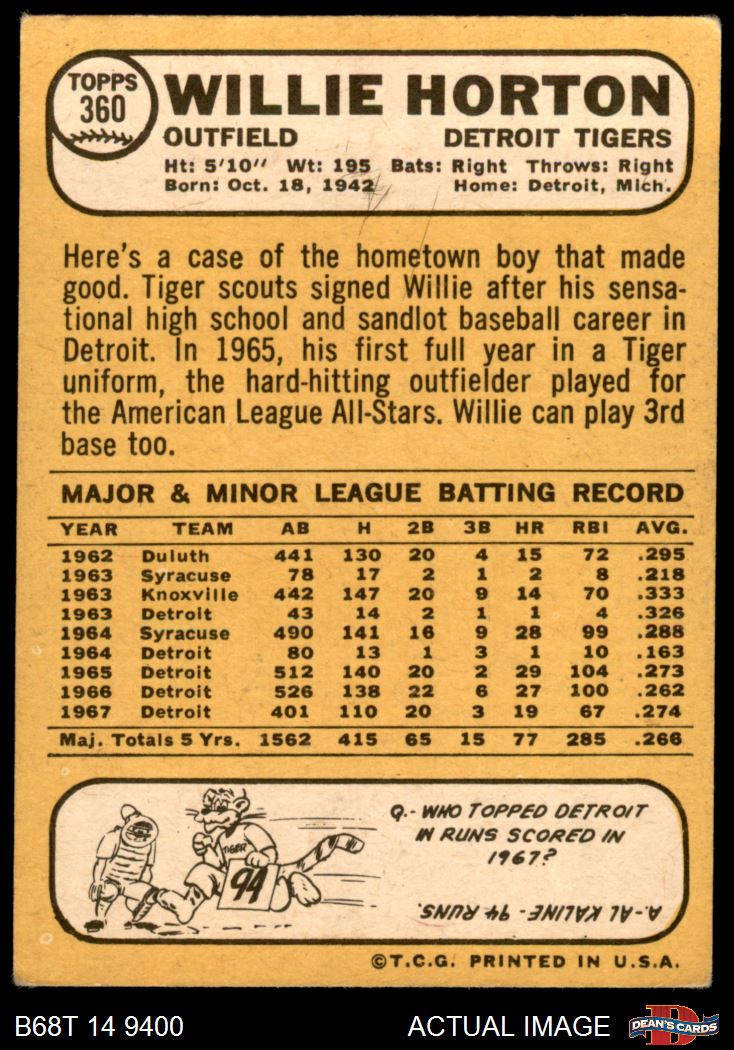 TOPPS
360
WILLIE HORTON
OUTFIELD DETROIT TIGERS
Ht: 5'10" Wt: 195 Bats: Right Throws: Right
Born: Oct. 18, 1942 Home: Detroit, Mich.
Here's a case of the hometown boy that made
good. Tiger scouts signed Willie after his sensa-
tional high school and sandlot baseball career in
Detroit. In 1965, his first full year in a Tiger
uniform, the hard-hitting outfielder played for
the American League All-Stars. Willie can play 3rd
base too.
MAJOR & MINOR LEAGUE BATTING RECORD
YEAR TEAM AB H 2B 3B HR RBI AVG.
1962 Duluth 441 130 20 4 15 72 .295
1963 Syracuse 78 17 2 1 2 8 .218
1963 Knoxville 442 147 20 9 14 70 .333
1963 Detroit 43 14 2 1 1 4 .326
1964 Syracuse 490 141 16 9 28 99 .288
1964 Detroit 80 13 1 3 1 10 .163
1965 Detroit 512 140 20 2 29 104 .273
1966 Detroit 526 138 22 6 27 100 .262
1967 Detroit 401 110 20 3 19 67 .274
Maj. Totals 5 Yrs. 1562 415 65 15 77 285 .266
TIGER
94
Q.- WHO TOPPED DETROIT
IN RUNS SCORED IN
1967?
A.- AL KALINE - 94 RUNS.
©T.C.G. PRINTED IN U.S.A.
B68T 14 9400 ACTUAL IMAGE
D
DEAN'S CARDS